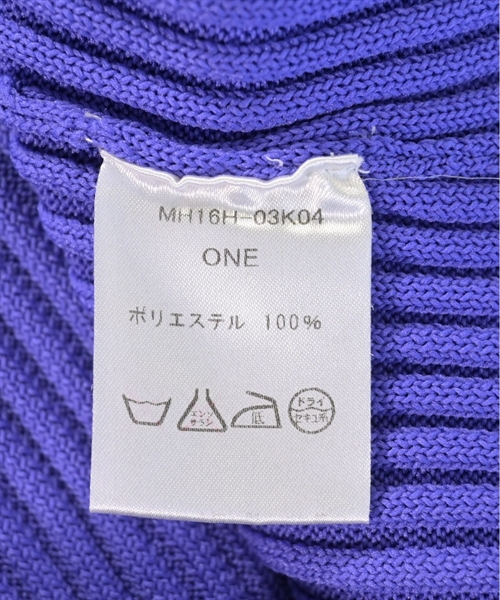 MH16H-03K04
ONE
ポリエステル 100%
エンソ サラシ 低 ドライ セキユ系